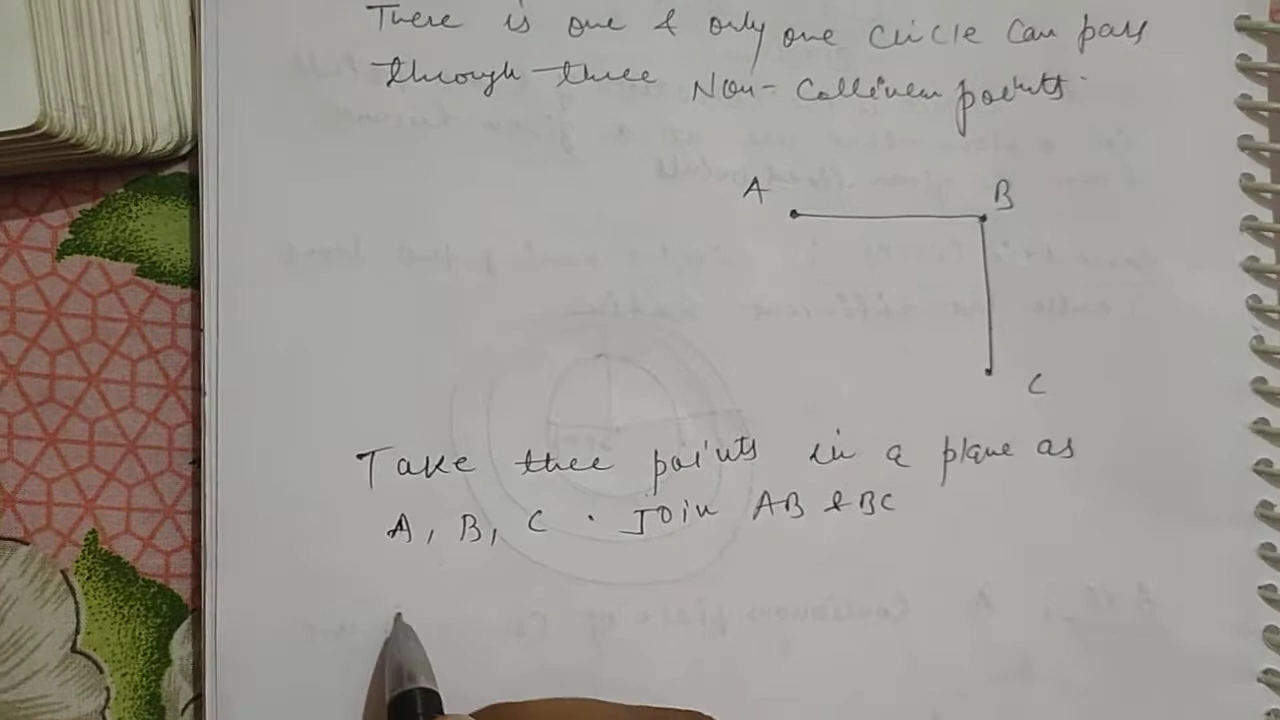 There is one & only one circle can pass
through three Non-Collinear points.
A
B
C
Take thee points in a plane as
A, B, C . Join AB & BC